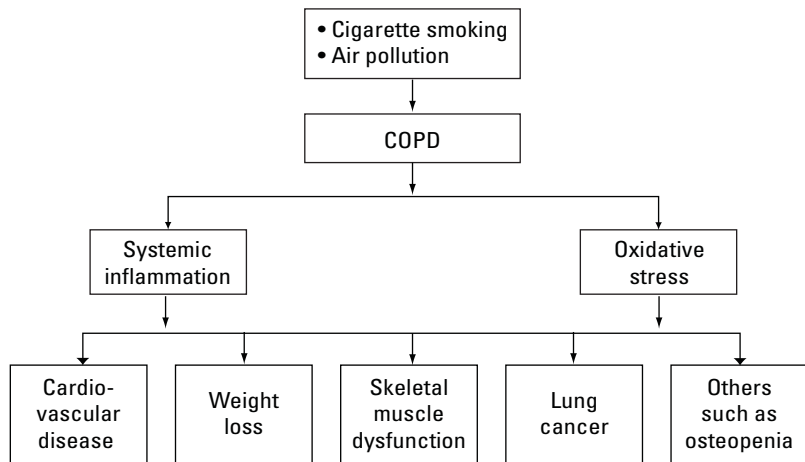 • Cigarette smoking
• Air pollution
COPD
Systemic
inflammation
Oxidative
stress
Cardio-
vascular
disease
Weight
loss
Skeletal
muscle
dysfunction
Lung
cancer
Others
such as
osteopenia